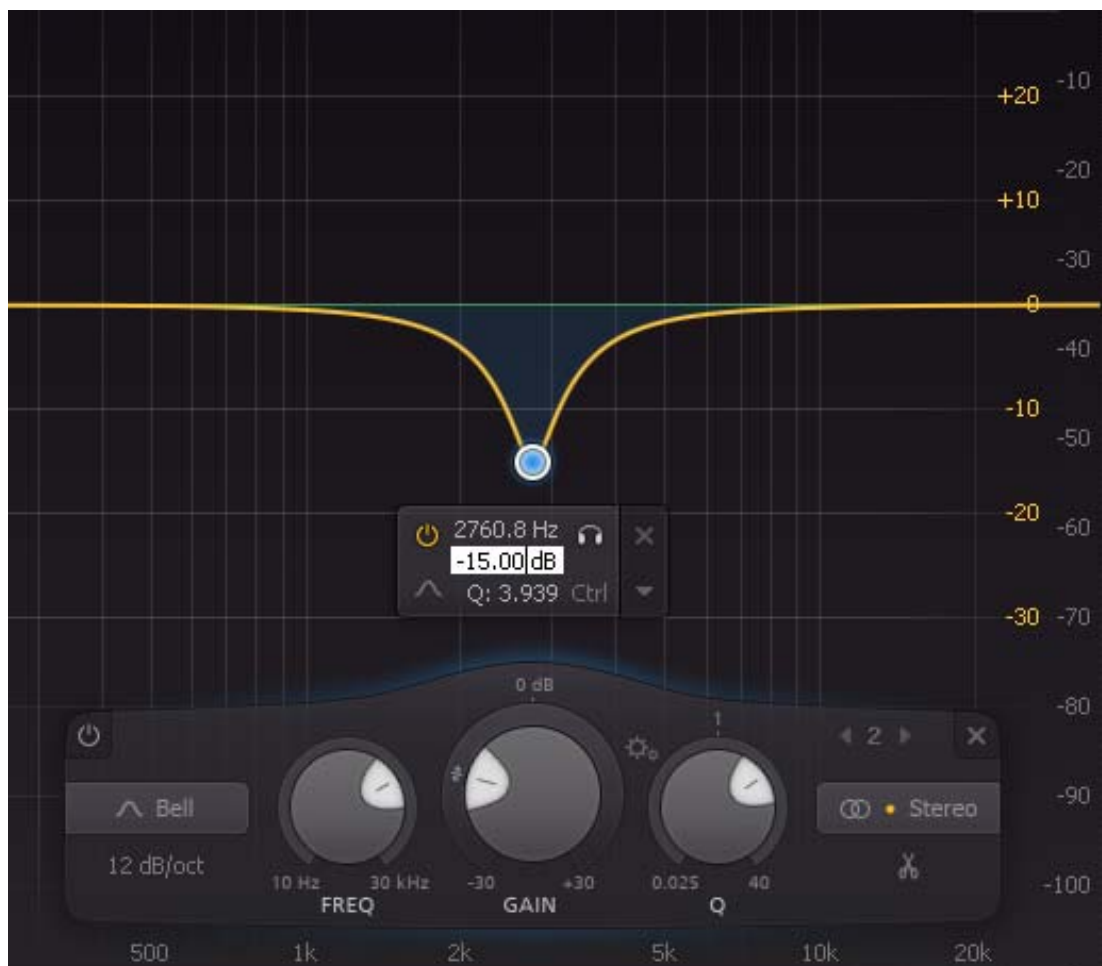 -10
+20
-20
+10
-30
0
-40
-10
-50
-20
-60
-30
-70
-80
-90
-100
2760.8 Hz
-15.00 dB
Q: 3.939 Ctrl
0 dB
1
2
Bell
Stereo
12 dB/oct
10 Hz
30 kHz
FREQ
-30
+30
GAIN
0.025
40
Q
500 1k 2k 5k 10k 20k